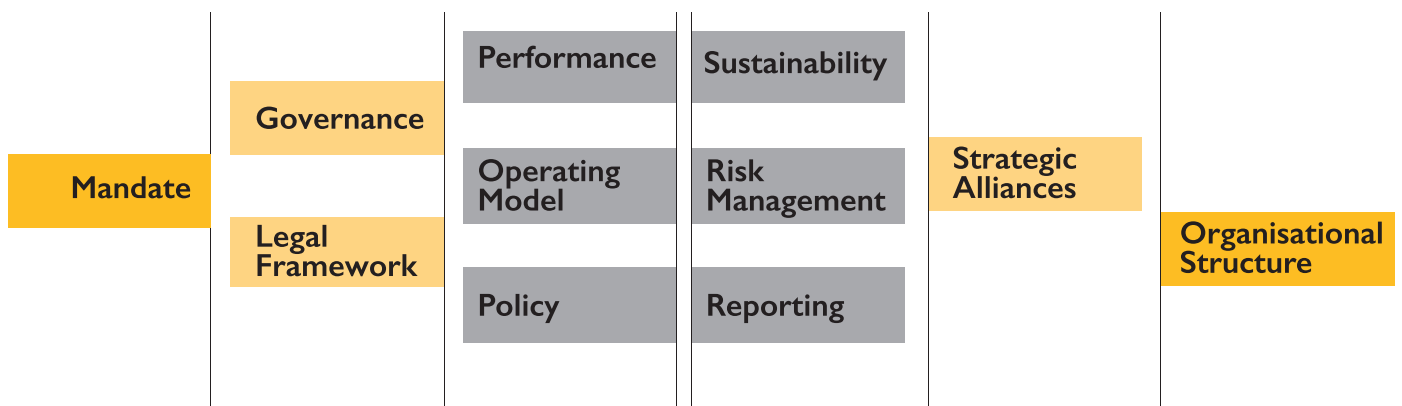 Mandate
Governance
Legal
Framework
Performance
Operating
Model
Policy
Sustainability
Risk
Management
Reporting
Strategic
Alliances
Organisational
Structure